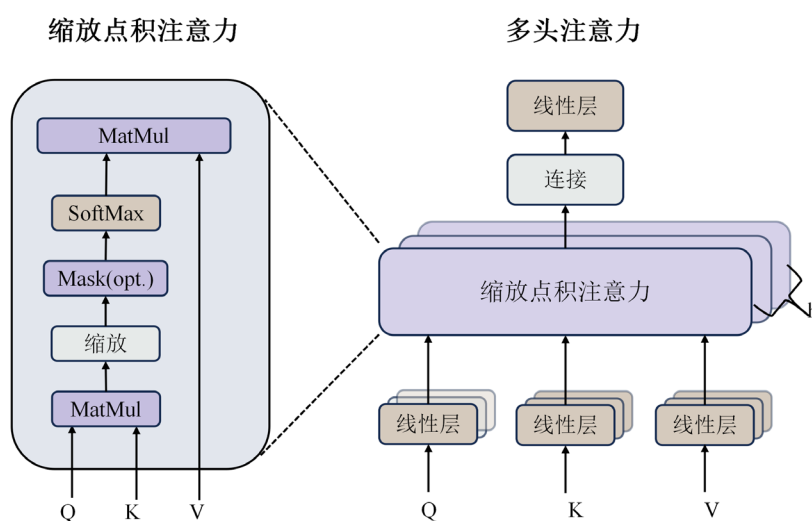 缩放点积注意力
多头注意力
MatMul
SoftMax
Mask(opt.)
缩放
MatMul
Q K V
线性层
连接
缩放点积注意力
线性层 线性层 线性层
Q K V